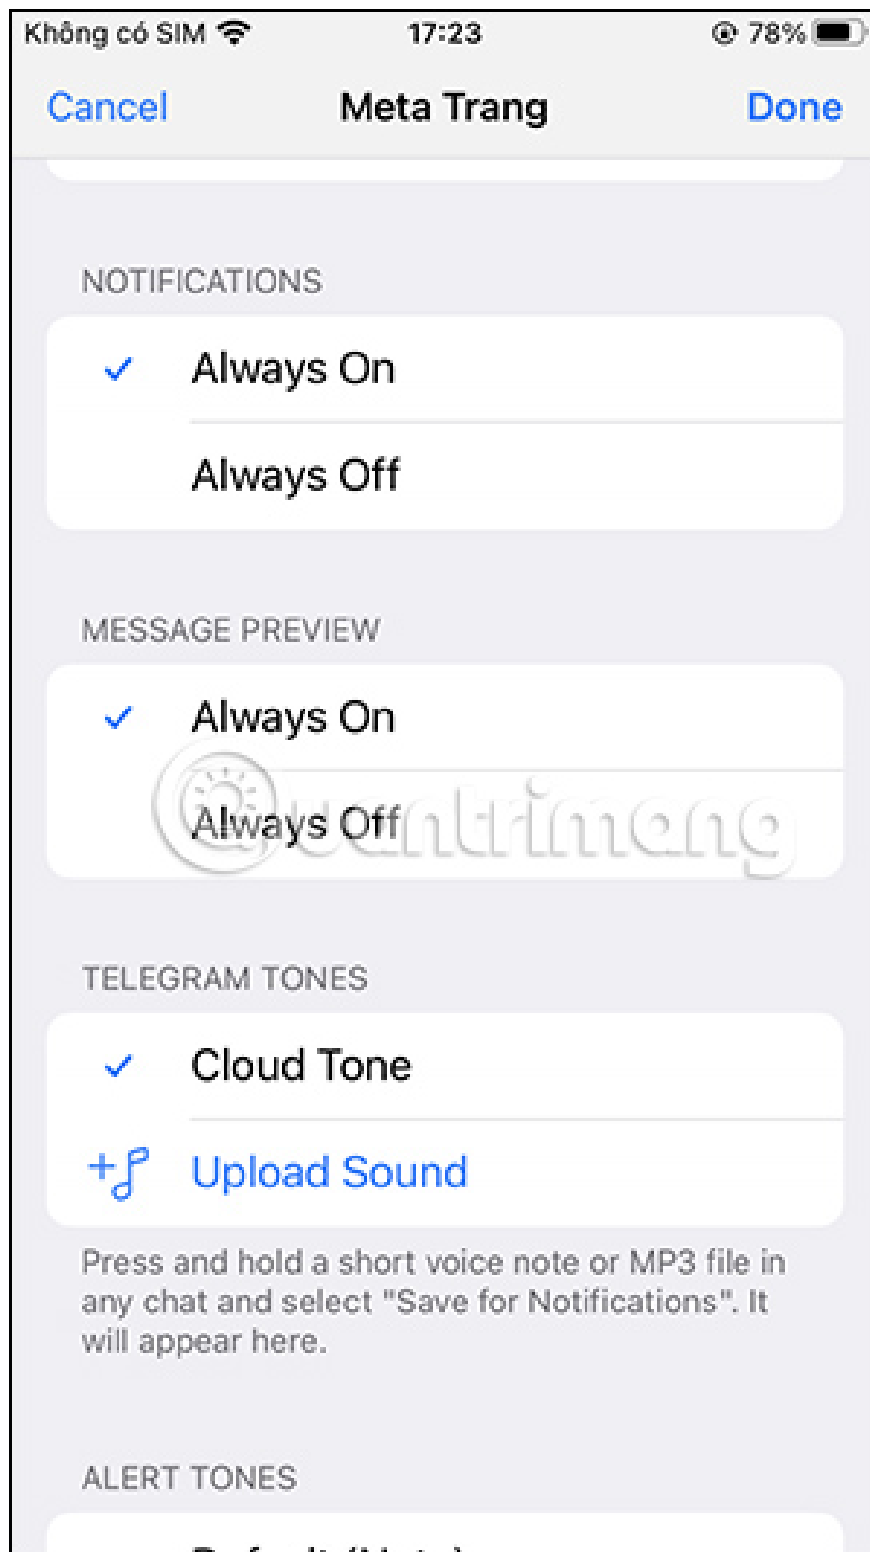 Không có SIM 17:23 78%
Cancel Meta Trang Done
NOTIFICATIONS
Always On
Always Off
MESSAGE PREVIEW
Always On
Always Off
uantrimang
TELEGRAM TONES
Cloud Tone
Upload Sound
Press and hold a short voice note or MP3 file in
any chat and select "Save for Notifications". It
will appear here.
ALERT TONES